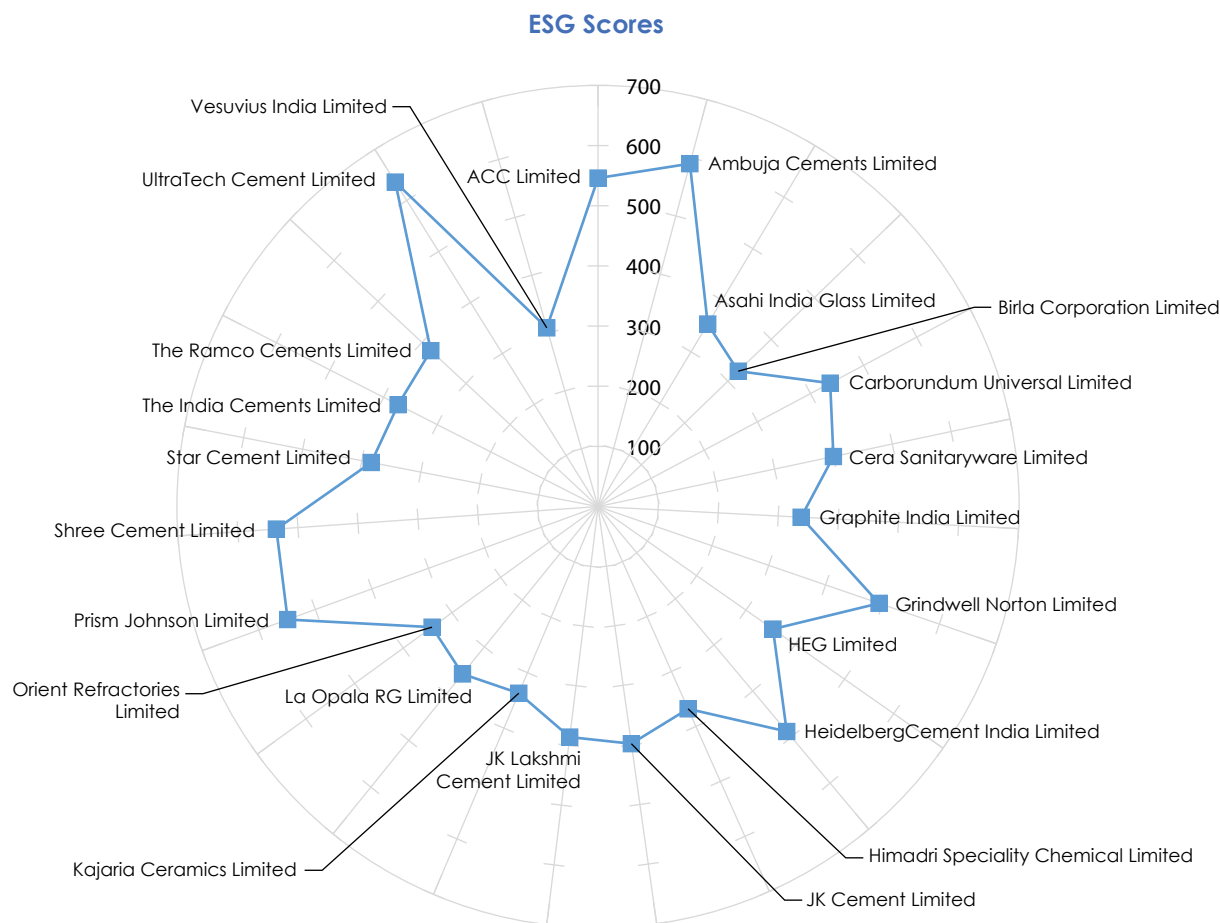 ESG Scores
700
Vesuvius India Limited
600
Ambuja Cements Limited
UltraTech Cement Limited
ACC Limited
500
400
Asahi India Glass Limited
Birla Corporation Limited
300
The Ramco Cements Limited
Carborundum Universal Limited
200
The India Cements Limited
100
Star Cement Limited
Cera Sanitaryware Limited
Graphite India Limited
Shree Cement Limited
Grindwell Norton Limited
Prism Johnson Limited
HEG Limited
Orient Refractories
Limited
La Opala RG Limited
HeidelbergCement India Limited
JK Lakshmi
Cement Limited
Himadri Speciality Chemical Limited
Kajaria Ceramics Limited
JK Cement Limited